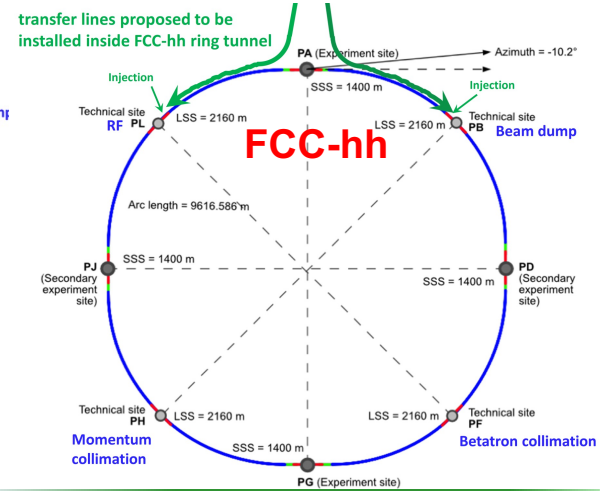 transfer lines proposed to be
installed inside FCC-hh ring tunnel
PA (Experiment site)
Azimuth = -10.2°
Injection
SSS = 1400 m
Injection
Technical site
RF PL
LSS = 2160 m
LSS = 2160 m
Technical site
PB
Beam dump
FCC-hh
Arc length = 9616.586 m
PJ
(Secondary
experiment
site)
SSS = 1400 m
SSS = 1400 m
PD
(Secondary
experiment
site)
Technical site
PH
LSS = 2160 m
LSS = 2160 m
Technical site
PF
Momentum
collimation
Betatron collimation
SSS = 1400 m
PG (Experiment site)